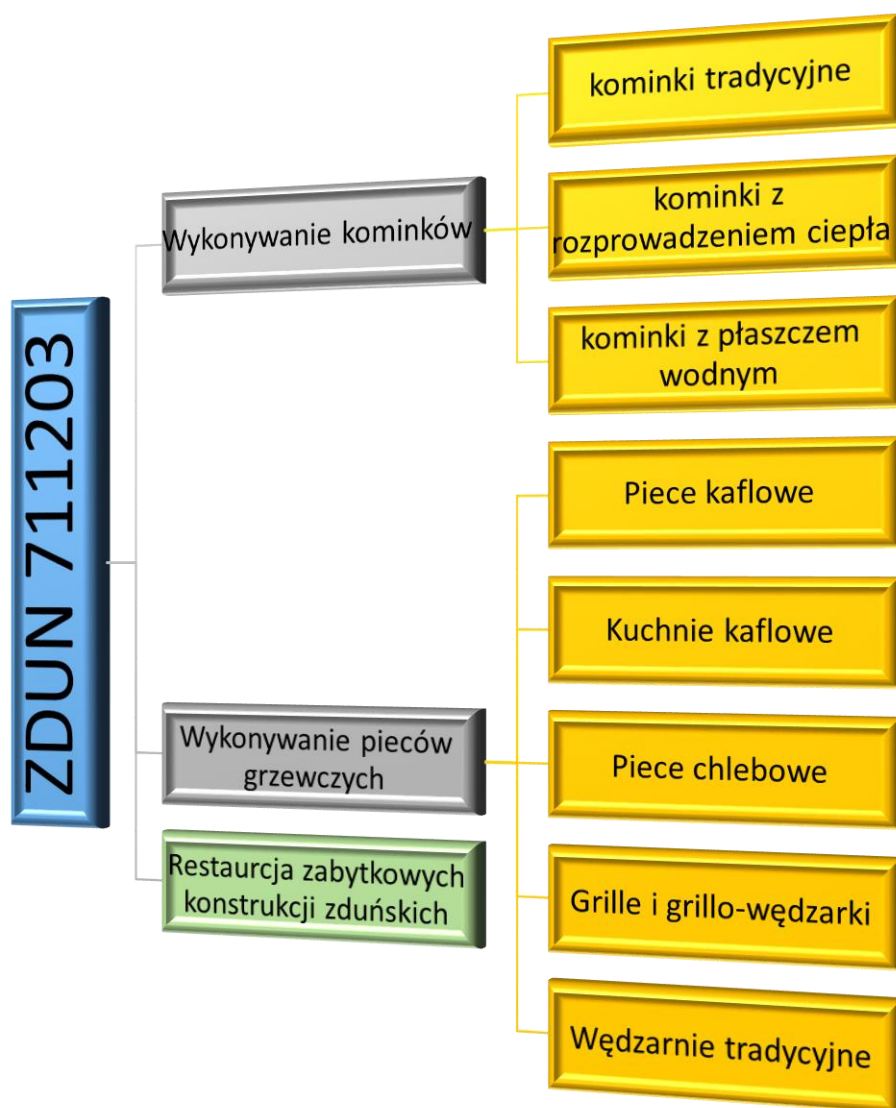 ZDUN 711203
Wykonywanie kominków
kominki tradycyjne
kominki z
rozprowadzeniem ciepła
kominki z płaszczem
wodnym
Wykonywanie pieców
grzewczych
Piece kaflowe
Kuchnie kaflowe
Piece chlebowe
Grille i grillo-wędzarki
Wędzarnie tradycyjne
Restaurcja zabytkowych
konstrukcji zduńskich